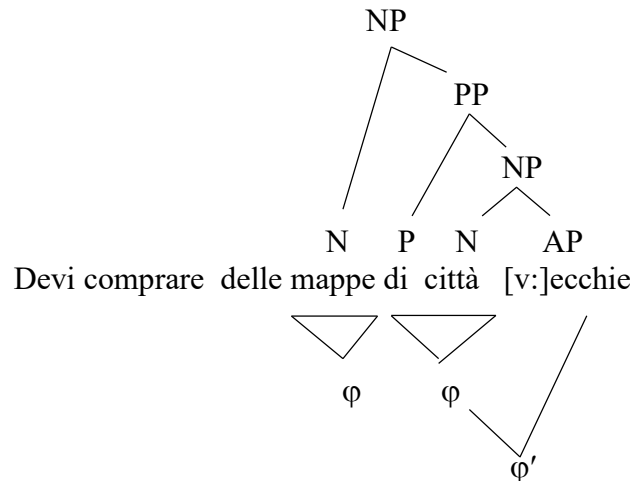 NP
PP
NP
N P N AP
Devi comprare delle mappe di città [v:]ecchie
φ φ
φ′